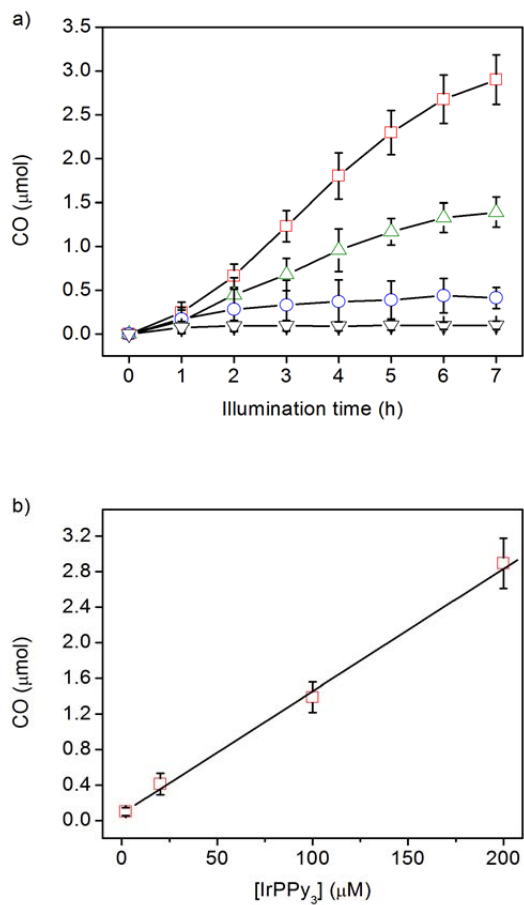 a)
3.5
3.0
2.5
2.0
1.5
1.0
0.5
0.0
CO (μmol)
0 1 2 3 4 5 6 7
Illumination time (h)
b)
3.2
2.8
2.4
2.0
1.6
1.2
0.8
0.4
0.0
CO (μmol)
0 50 100 150 200
[IrPPy₃] (μM)